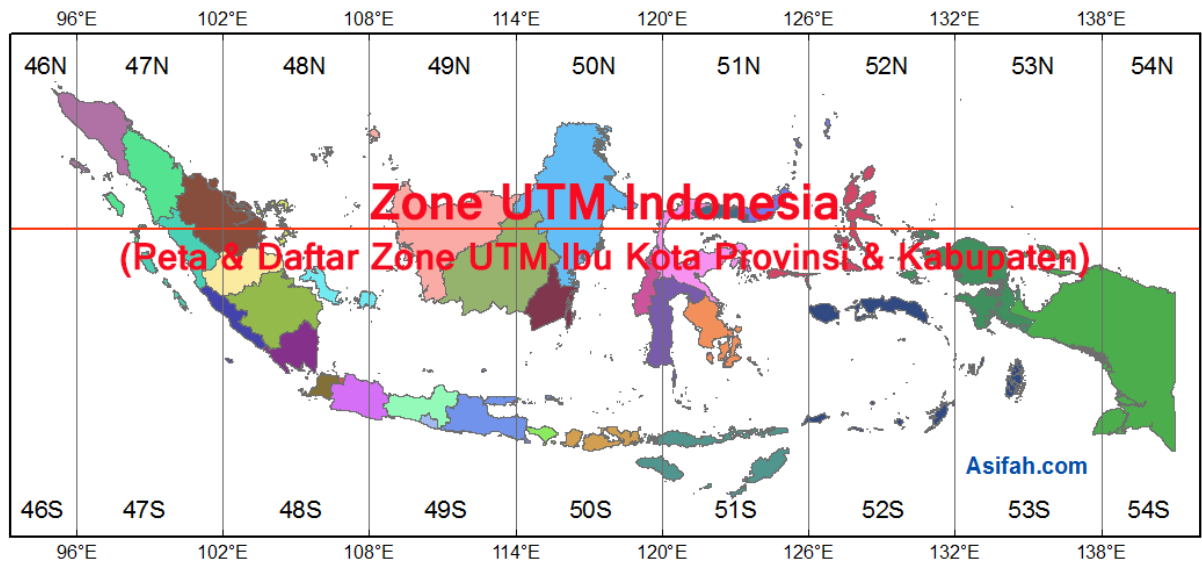 96°E 102°E 108°E 114°E 120°E 126°E 132°E 138°E
46N 47N 48N 49N 50N 51N 52N 53N 54N
Zone UTM Indonesia
(Peta & Daftar Zone UTM Ibu Kota Provinsi & Kabupaten)
Asifah.com
46S 47S 48S 49S 50S 51S 52S 53S 54S
96°E 102°E 108°E 114°E 120°E 126°E 132°E 138°E